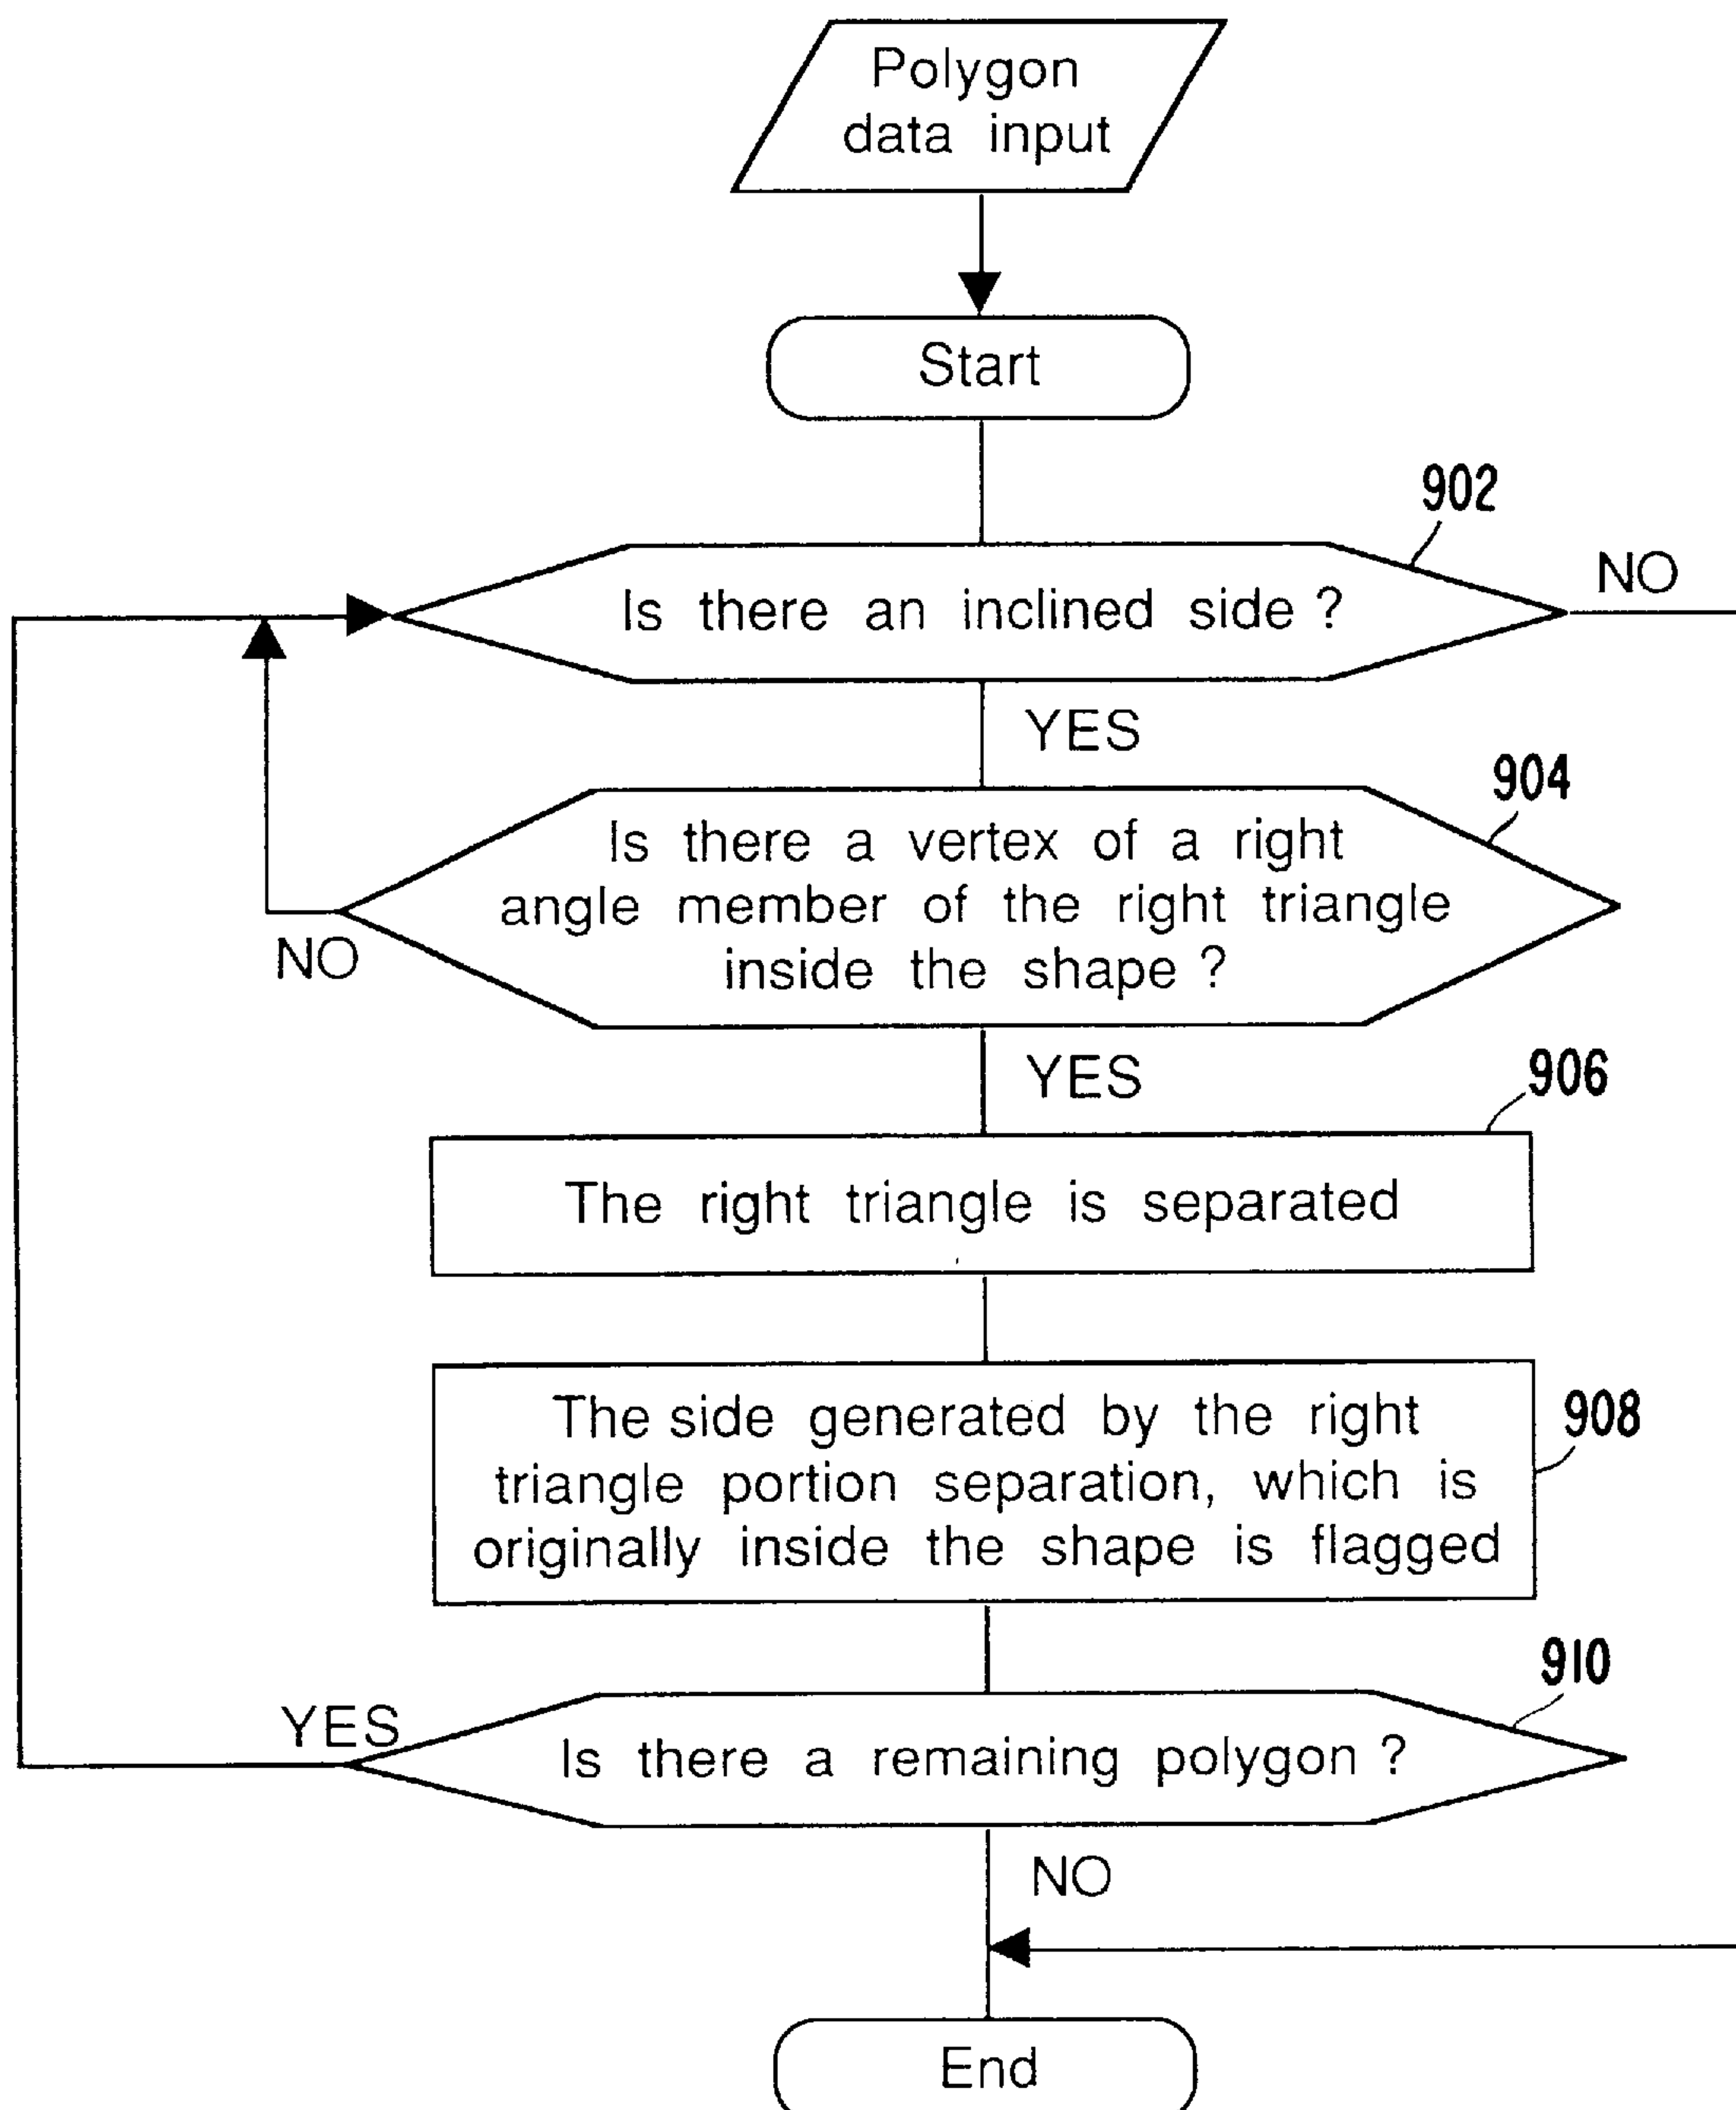 Polygon
data input
Start
902
Is there an inclined side ?
NO
YES
904
Is there a vertex of a right
angle member of the right triangle
inside the shape ?
NO
YES
906
The right triangle is separated
The side generated by the right
triangle portion separation, which is
originally inside the shape is flagged
908
910
YES
Is there a remaining polygon ?
NO
End